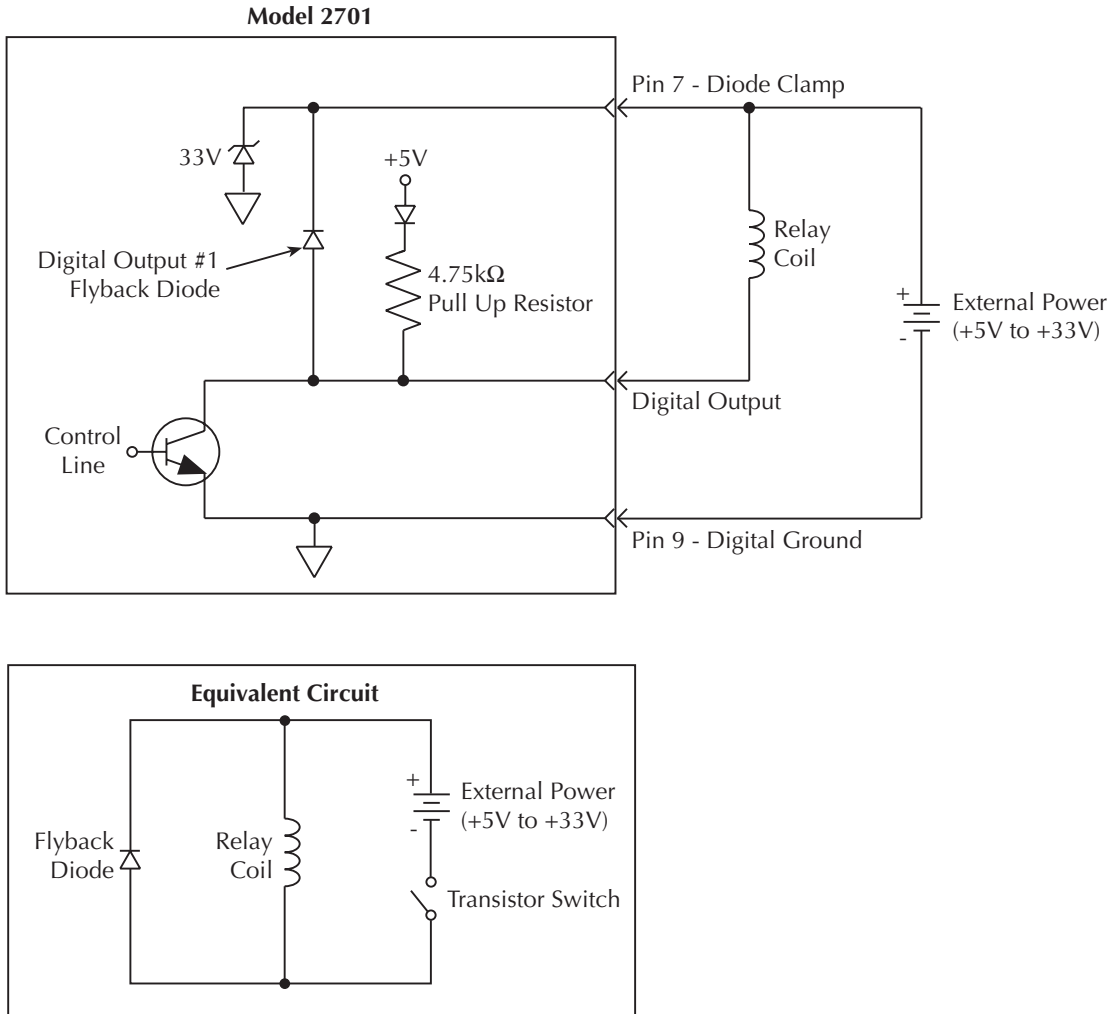 Model 2701
Pin 7 - Diode Clamp
33V
+5V
Digital Output #1
Flyback Diode
4.75kΩ
Pull Up Resistor
Relay
Coil
+
-
External Power
(+5V to +33V)
Digital Output
Control
Line
Pin 9 - Digital Ground
Equivalent Circuit
+
-
External Power
(+5V to +33V)
Flyback
Diode
Relay
Coil
Transistor Switch